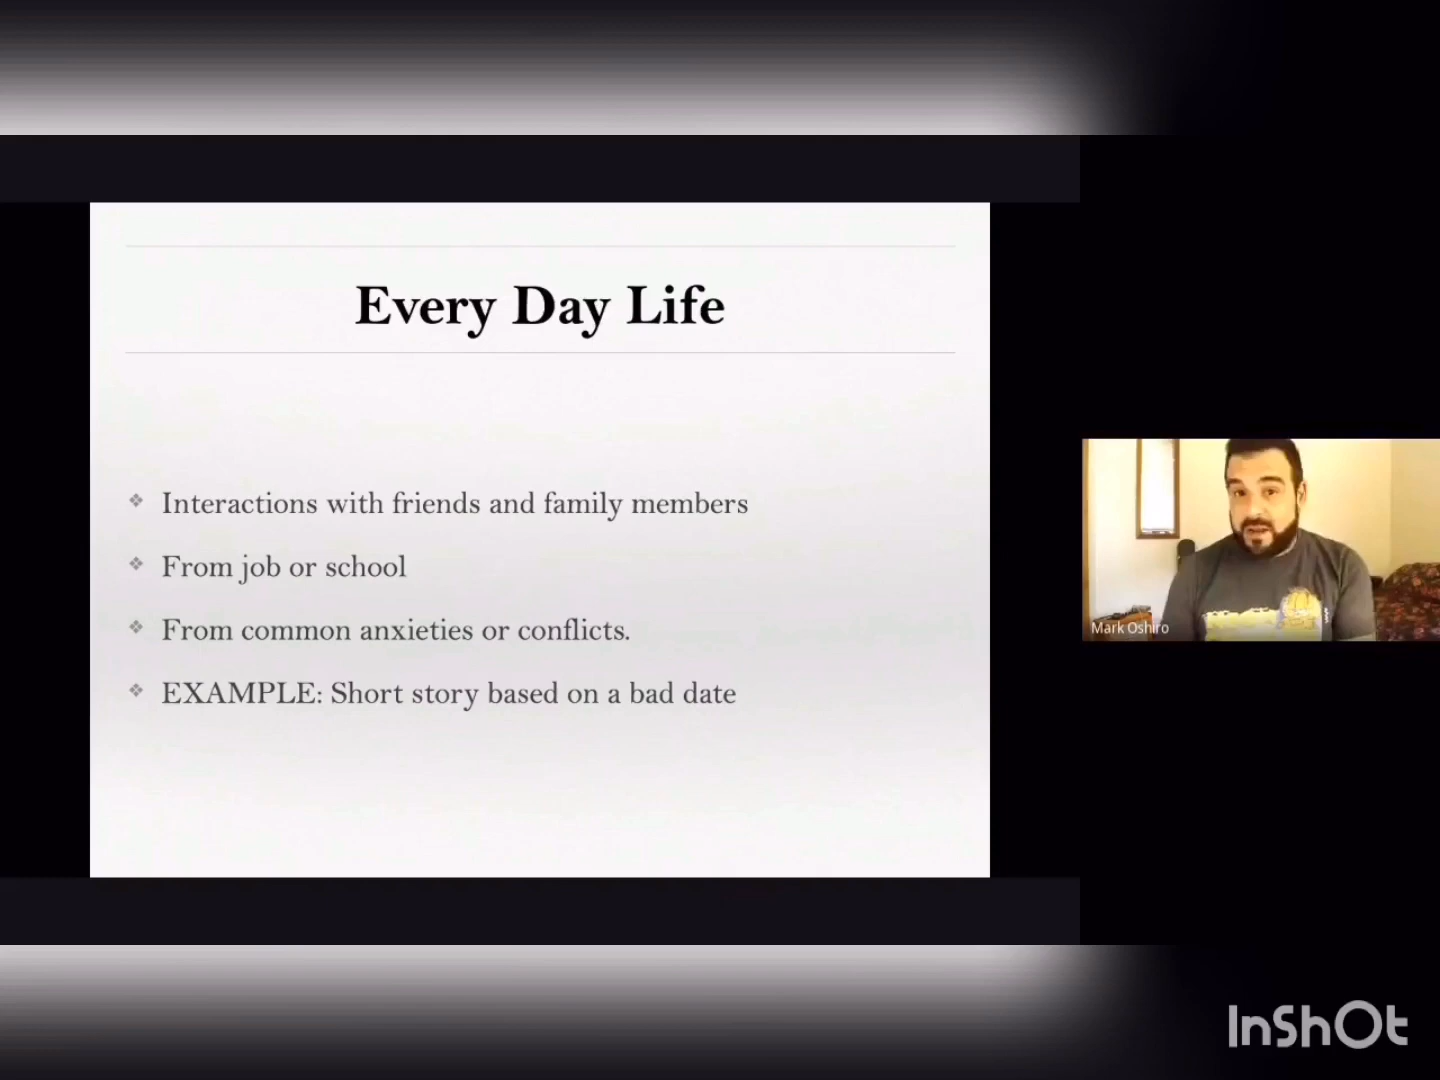 Every Day Life
Interactions with friends and family members
From job or school
From common anxieties or conflicts.
EXAMPLE: Short story based on a bad date
Mark Oshiro
InShOt